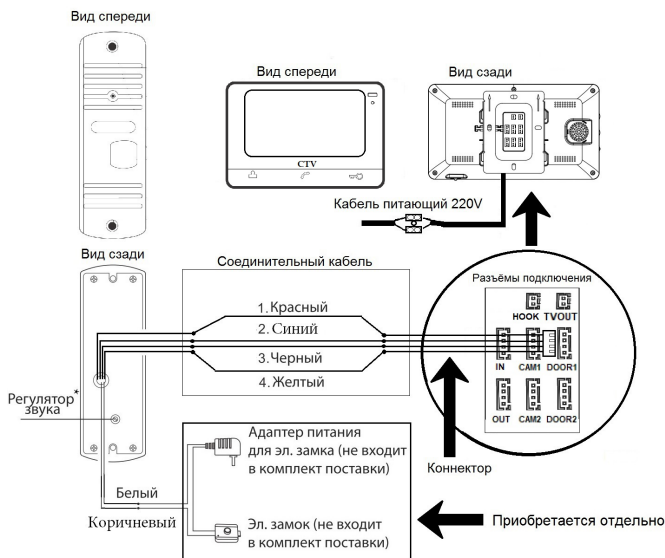 Вид спереди
Вид спереди
Вид сзади
CTV
Кабель питающий 220V
Вид сзади
Соединительный кабель
Разъёмы подключения
1. Красный
2. Синий
3. Черный
4. Желтый
HOOK TVOUT
IN CAM1 DOOR1
OUT CAM2 DOOR2
Регулятор*
звука
Коннектор
Адаптер питания
для эл. замка (не входит
в комплект поставки)
Белый
Коричневый
Эл. замок (не входит
в комплект поставки)
Приобретается отдельно